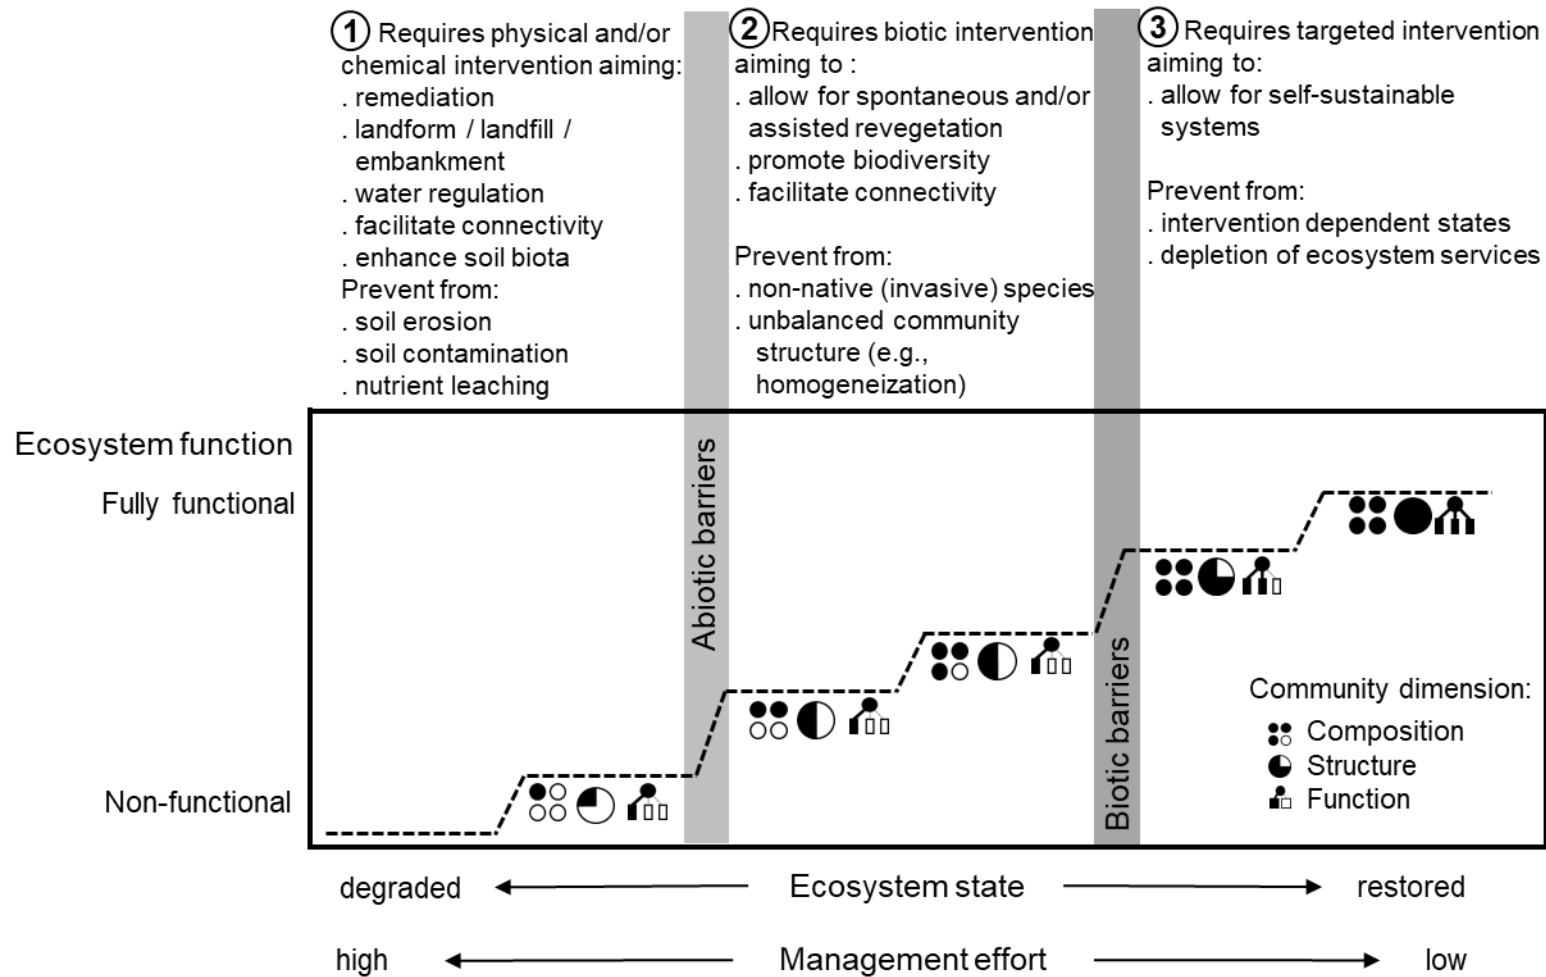 1 Requires physical and/or
chemical intervention aiming:
. remediation
. landform / landfill /
embankment
. water regulation
. facilitate connectivity
. enhance soil biota
Prevent from:
. soil erosion
. soil contamination
. nutrient leaching
2 Requires biotic intervention
aiming to :
. allow for spontaneous and/or
assisted revegetation
. promote biodiversity
. facilitate connectivity
Prevent from:
. non-native (invasive) species
. unbalanced community
structure (e.g.,
homogeneization)
3 Requires targeted intervention
aiming to:
. allow for self-sustainable
systems
Prevent from:
. intervention dependent states
. depletion of ecosystem services
Ecosystem function
Fully functional
Non-functional
Abiotic barriers
Biotic barriers
Community dimension:
Composition
Structure
Function
degraded
Ecosystem state
restored
high
Management effort
low